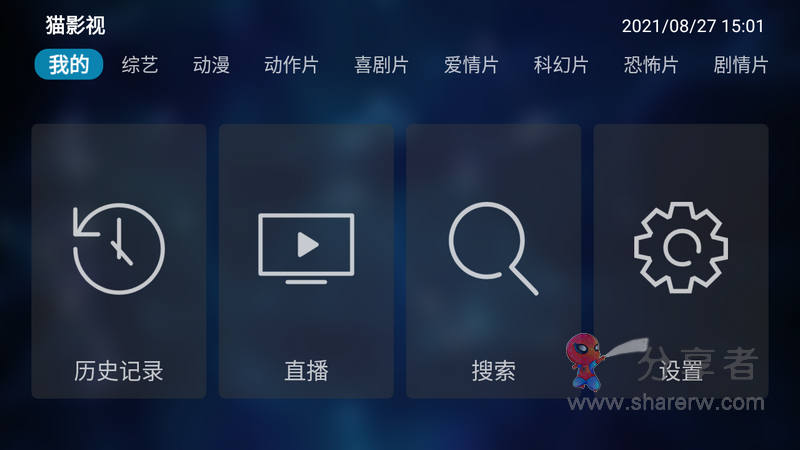 猫影视
2021/08/27 15:01
我的 综艺 动漫 动作片 喜剧片 爱情片 科幻片 恐怖片 剧情片
历史记录 直播 搜索 设置
分享者
www.sharerw.com